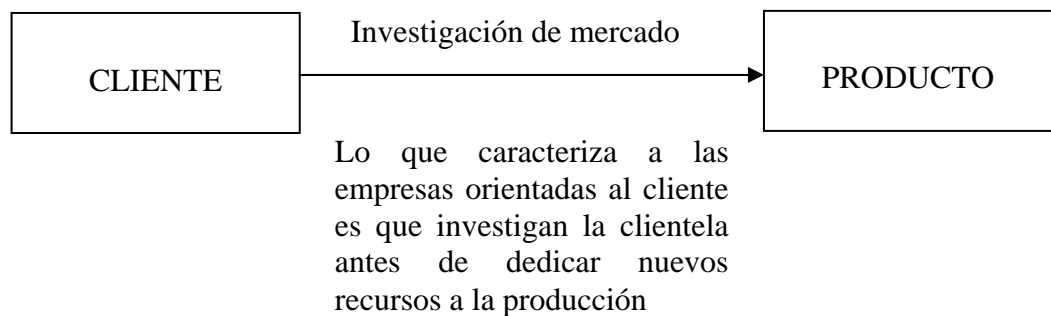 Investigación de mercado
CLIENTE
PRODUCTO
Lo que caracteriza a las
empresas orientadas al cliente
es que investigan la clientela
antes de dedicar nuevos
recursos a la producción